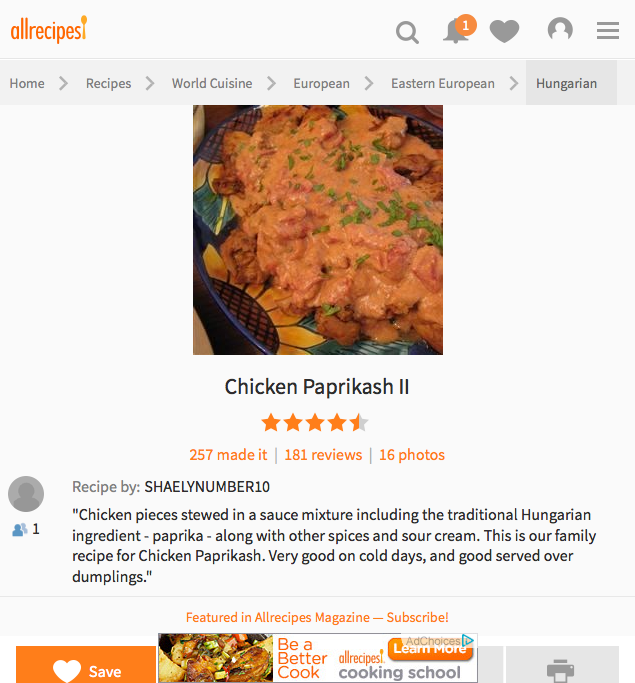 allrecipes!
1
Home
Recipes
World Cuisine
European
Eastern European
Hungarian
Chicken Paprikash II
257 made it | 181 reviews | 16 photos
Recipe by: SHAELYNUMBER10
1
"Chicken pieces stewed in a sauce mixture including the traditional Hungarian
ingredient - paprika - along with other spices and sour cream. This is our family
recipe for Chicken Paprikash. Very good on cold days, and good served over
dumplings."
Featured in Allrecipes Magazine — Subscribe!
Save
Be a
Better
Cook
allrecipes!
cooking school
AdChoices
Learn More